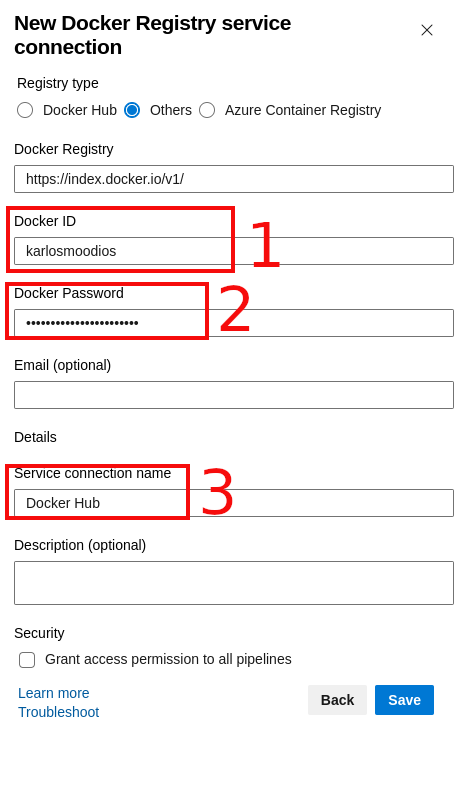 New Docker Registry service
connection
Registry type
Docker Hub Others Azure Container Registry
Docker Registry
https://index.docker.io/v1/
Docker ID
karlosmoodios
1
Docker Password
•••••••••••••••••••••••
2
Email (optional)
Details
Service connection name
Docker Hub
3
Description (optional)
Security
Grant access permission to all pipelines
Learn more
Troubleshoot
Back Save